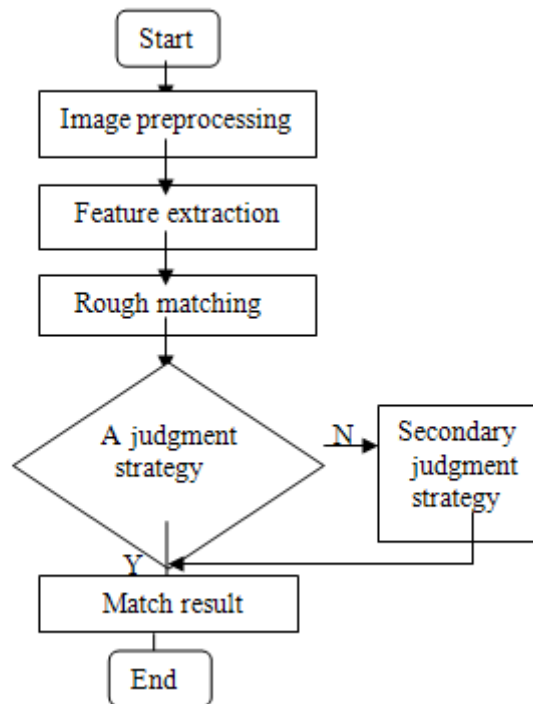 Start
Image preprocessing
Feature extraction
Rough matching
A judgment
strategy
N
Secondary
judgment
strategy
Y
Match result
End